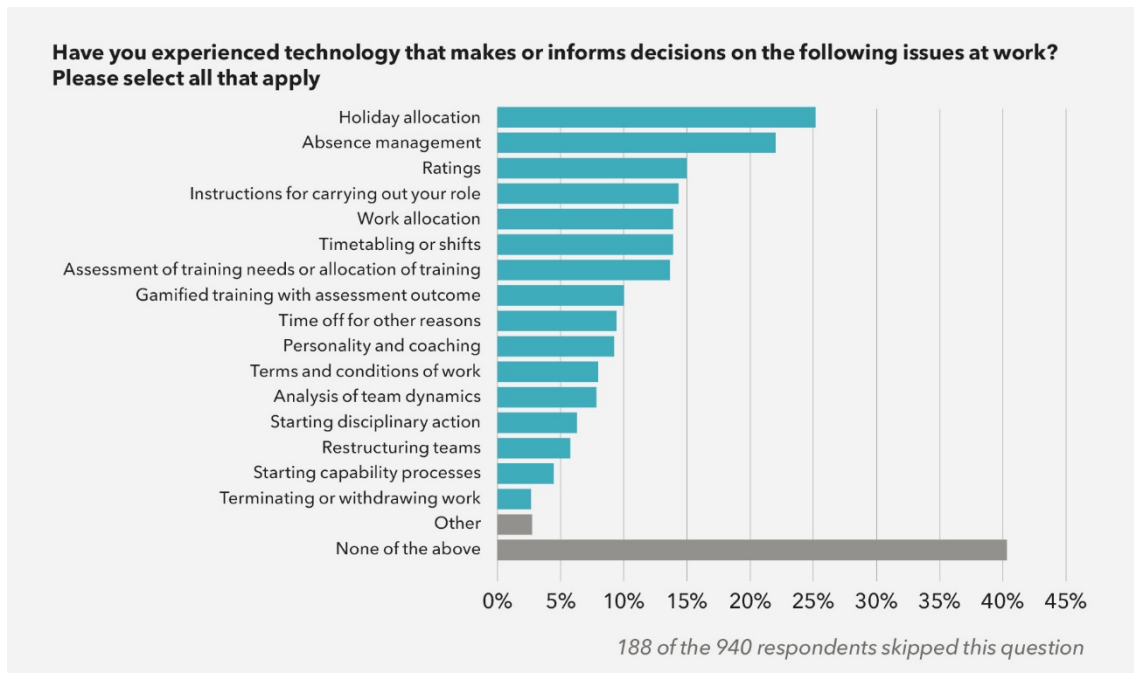 Have you experienced technology that makes or informs decisions on the following issues at work?
Please select all that apply
Holiday allocation
Absence management
Ratings
Instructions for carrying out your role
Work allocation
Timetabling or shifts
Assessment of training needs or allocation of training
Gamified training with assessment outcome
Time off for other reasons
Personality and coaching
Terms and conditions of work
Analysis of team dynamics
Starting disciplinary action
Restructuring teams
Starting capability processes
Terminating or withdrawing work
Other
None of the above
0% 5% 10% 15% 20% 25% 30% 35% 40% 45%
188 of the 940 respondents skipped this question